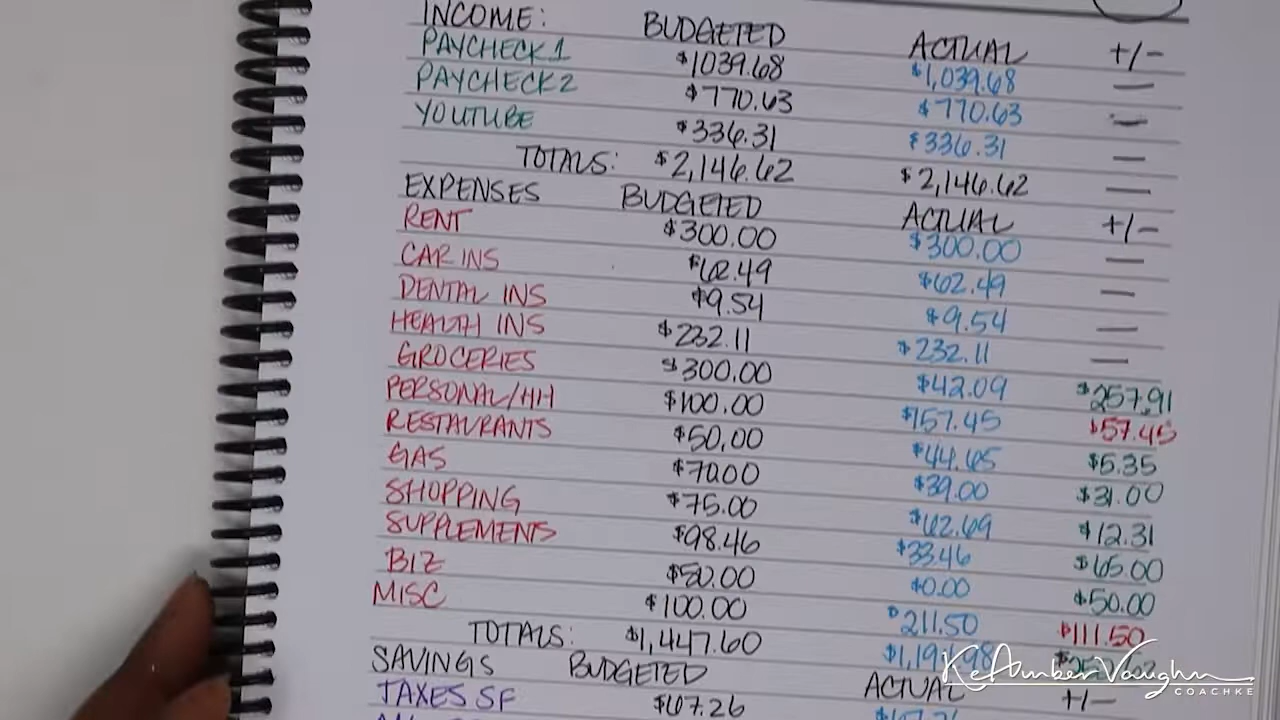 INCOME: BUDGETED ACTUAL +/-
PAYCHECK 1 $1039.68 $1,039.68 —
PAYCHECK 2 $770.63 $770.63 —
YOUTUBE $336.31 $336.31 —
TOTALS: $2,146.62 $2,146.62 —
EXPENSES BUDGETED ACTUAL +/-
RENT $300.00 $300.00 —
CAR INS $62.49 $62.49 —
DENTAL INS $9.54 $9.54 —
HEALTH INS $232.11 $232.11 —
GROCERIES $300.00 $42.09 $257.91
PERSONAL/HH $100.00 $157.45 $57.45
RESTAURANTS $50.00 $44.65 $5.35
GAS $70.00 $39.00 $31.00
SHOPPING $75.00 $62.69 $12.31
SUPPLEMENTS $98.46 $33.46 $65.00
BIZ $50.00 $0.00 $50.00
MISC $100.00 $211.50 $111.50
TOTALS: $1,447.60
SAVINGS BUDGETED ACTUAL +/-
TAXES SF $67.26
KeAmber Vaughn
COACHKE